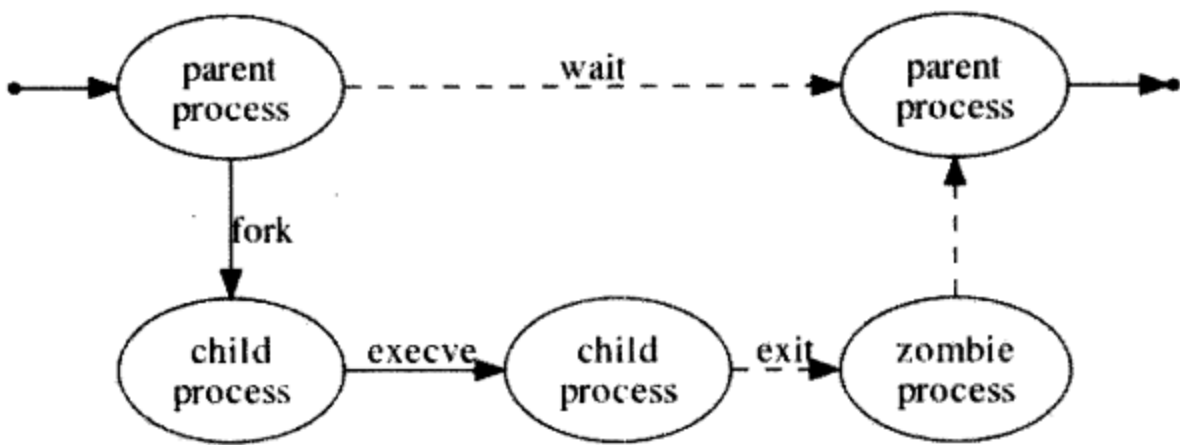 parent
process
wait
parent
process
fork
child
process
execve
child
process
exit
zombie
process